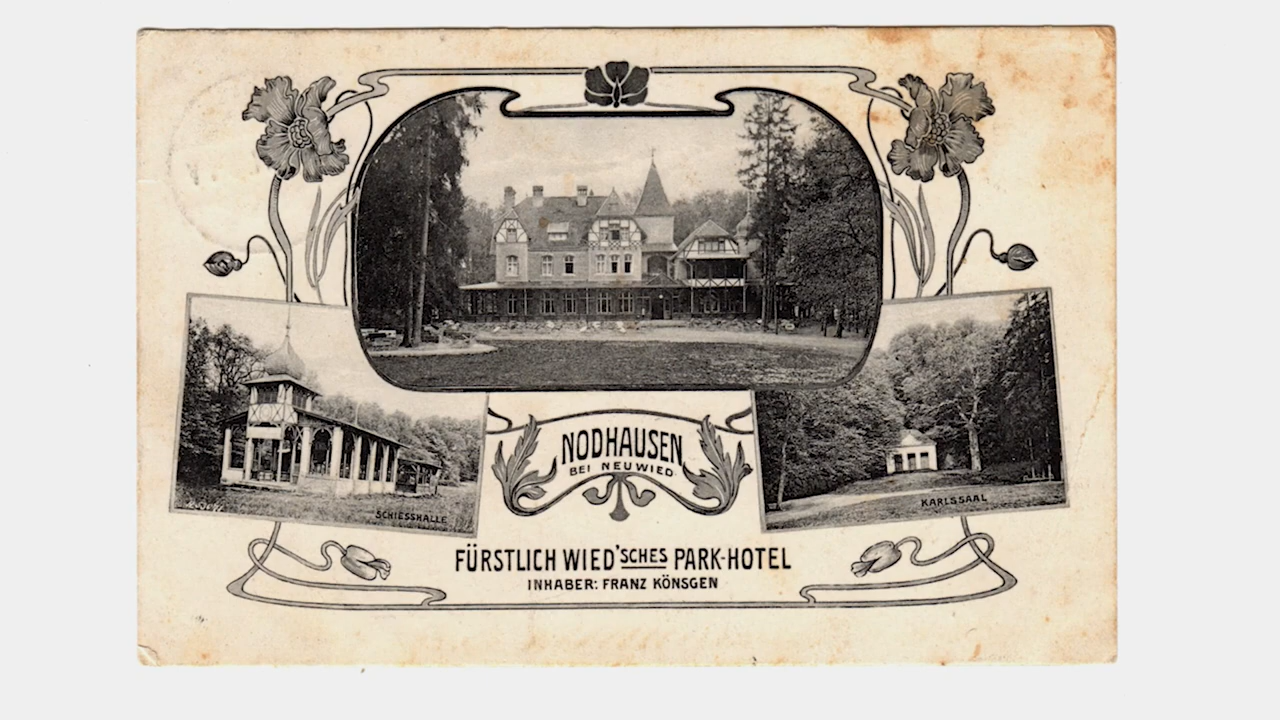 NODHAUSEN
BEI NEUWIED
SCHIESSHALLE
KARLSSAAL
FÜRSTLICH WIED'SCHES PARK-HOTEL
INHABER: FRANZ KÖNSGEN